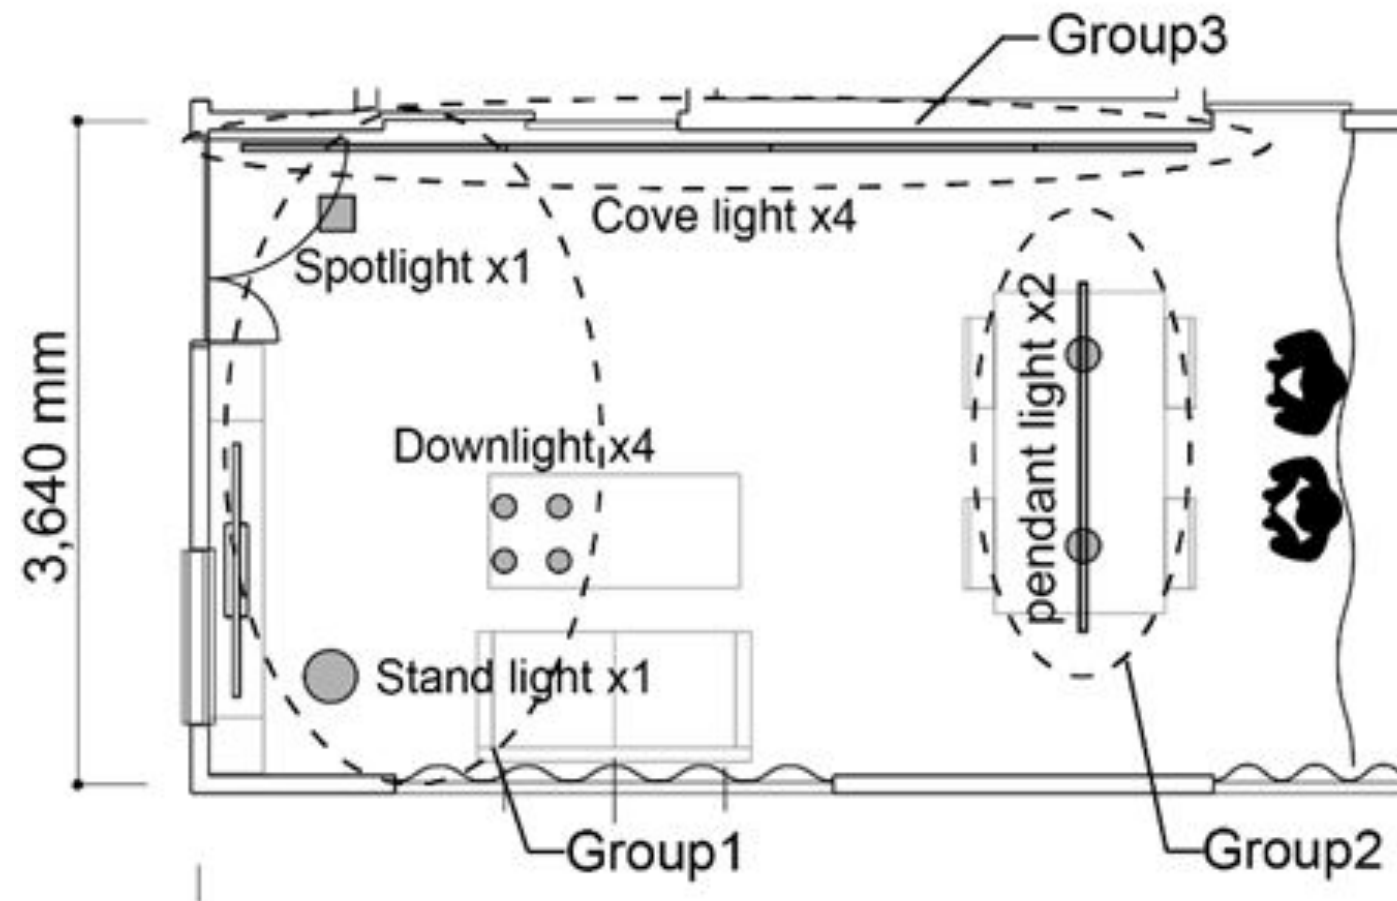 Group3
Cove light x4
Spotlight x1
3,640 mm
pendant light x2
Downlight x4
Stand light x1
Group1
Group2